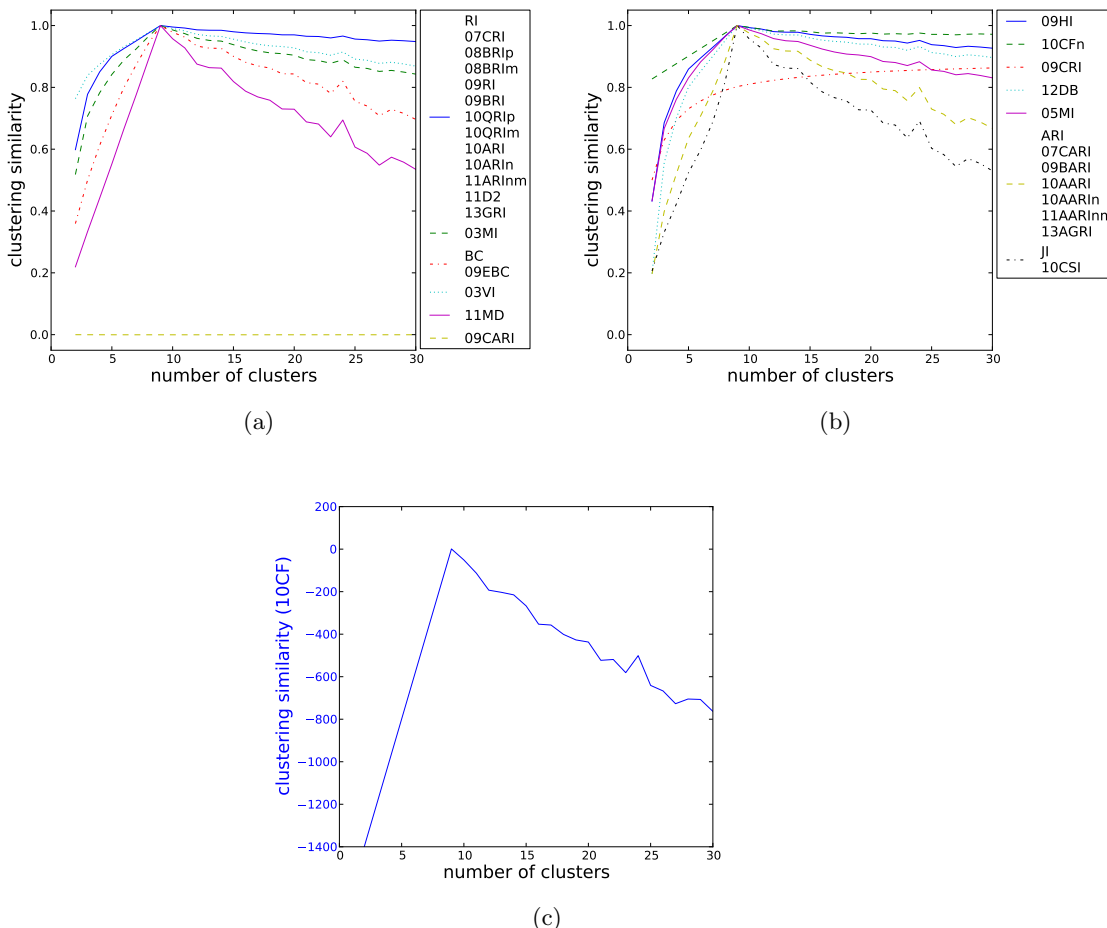 1.0
0.8
0.6
0.4
0.2
0.0
clustering similarity
0 5 10 15 20 25 30
number of clusters
RI
07CRI
08BRIp
08BRIm
09RI
09BRI
10QRIp
10QRIm
10ARI
10ARIn
11ARInm
11D2
13GRI
03MI
BC
09EBC
03VI
11MD
09CARI
(a)
1.0
0.8
0.6
0.4
0.2
0.0
clustering similarity
0 5 10 15 20 25 30
number of clusters
09HI
10CFn
09CRI
12DB
05MI
ARI
07CARI
09BARI
10AARI
10AARIn
11AARInm
13AGRI
JI
10CSI
(b)
200
0
−200
−400
−600
−800
−1000
−1200
−1400
clustering similarity (10CF)
0 5 10 15 20 25 30
number of clusters
(c)